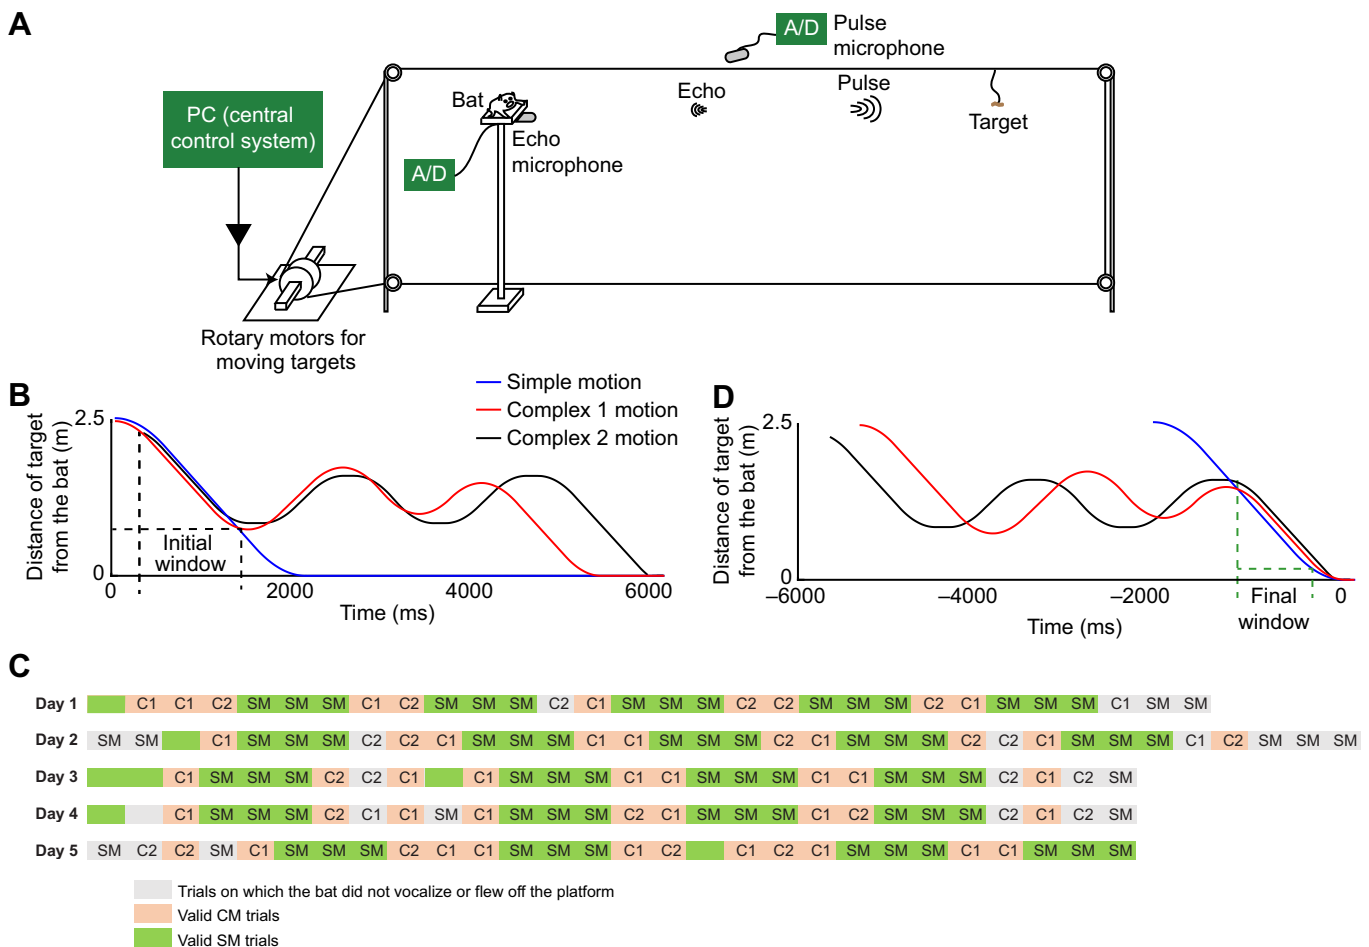 A
PC (central
control system)
Bat
Echo
microphone
A/D
A/D
Pulse
microphone
Echo
Pulse
Target
Rotary motors for
moving targets
B
Simple motion
Complex 1 motion
Complex 2 motion
Distance of target
from the bat (m)
2.5
0
Initial
window
0 2000 4000 6000
Time (ms)
D
Distance of target
from the bat (m)
2.5
0
–6000 –4000 –2000 0
Final
window
Time (ms)
C
Day 1 C1 C1 C2 SM SM SM C1 C2 SM SM SM C2 C1 SM SM SM C2 C2 SM SM SM C2 C1 SM SM SM C1 SM SM
Day 2 SM SM C1 SM SM SM C2 C2 C1 SM SM SM C1 C1 SM SM SM C2 C1 SM SM SM C2 C2 C1 SM SM SM C1 C2 SM SM SM
Day 3 C1 SM SM SM C2 C2 C1 C1 SM SM SM C1 C1 SM SM SM C1 C1 SM SM SM C2 C1 C2 SM
Day 4 C1 SM SM SM C2 C1 C1 SM C1 SM SM SM C2 C1 SM SM SM C1 C2 SM SM SM C2 C1 C2 SM
Day 5 SM C2 C2 SM C1 SM SM SM C2 C1 C1 SM SM SM C1 C2 C1 C2 C1 SM SM SM C1 C1 SM SM SM
Trials on which the bat did not vocalize or flew off the platform
Valid CM trials
Valid SM trials